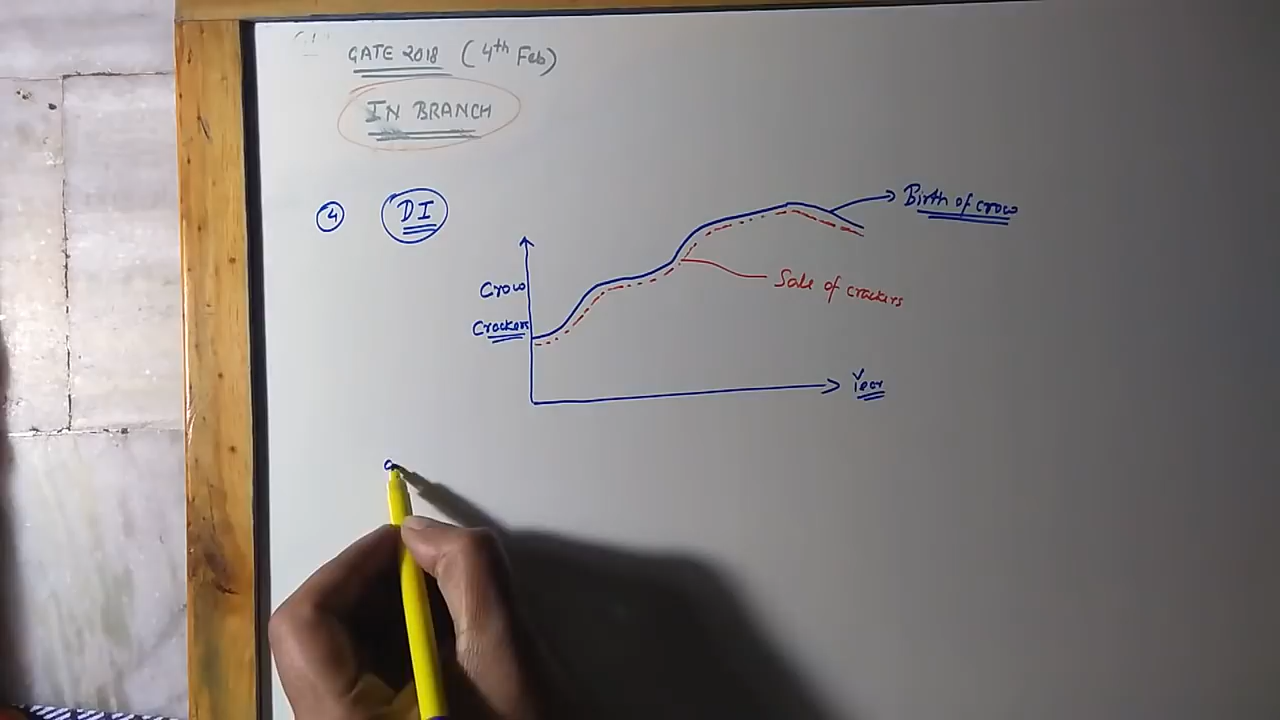 GATE 2018 (4th Feb)
IN BRANCH
4 DI
Birth of crow
Sale of crackers
Crow
Crackers
Year
a